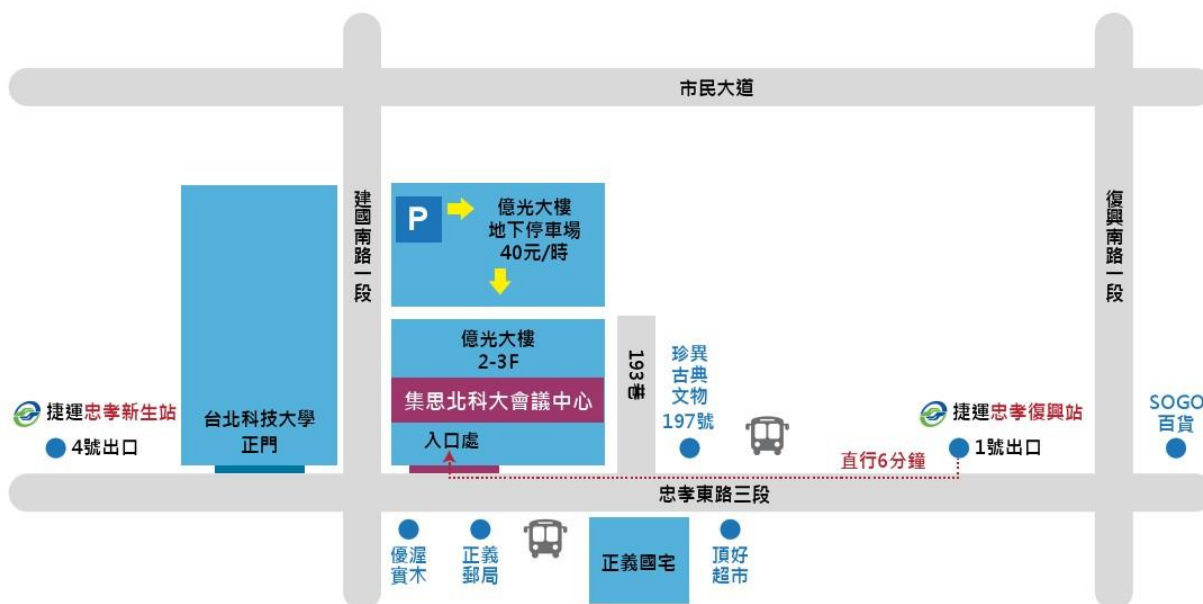 市民大道
建國南路一段
復興南路一段
P
億光大樓
地下停車場
40元/時
億光大樓
2-3F
集思北科大會議中心
入口處
193巷
珍異
古典
文物
197號
捷運忠孝新生站
4號出口
台北科技大學
正門
捷運忠孝復興站
1號出口
SOGO
百貨
直行6分鐘
忠孝東路三段
優渥
實木
正義
郵局
正義國宅
頂好
超市